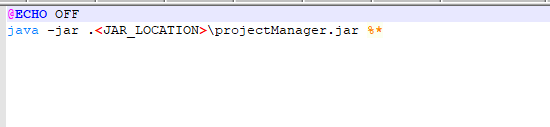 @ECHO OFF
java -jar .<JAR_LOCATION>\projectManager.jar %*